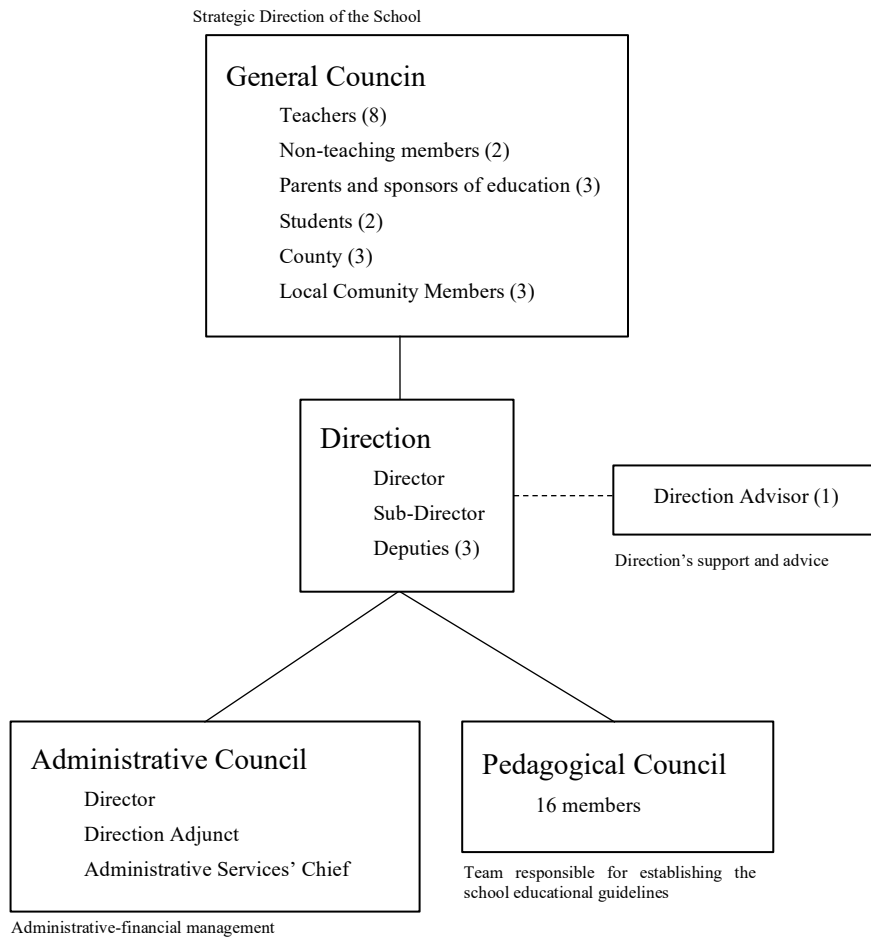 Strategic Direction of the School
General Councin
Teachers (8)
Non-teaching members (2)
Parents and sponsors of education (3)
Students (2)
County (3)
Local Comunity Members (3)
Direction
Director
Sub-Director
Deputies (3)
Direction Advisor (1)
Direction’s support and advice
Administrative Council
Director
Direction Adjunct
Administrative Services’ Chief
Administrative-financial management
Pedagogical Council
16 members
Team responsible for establishing the
school educational guidelines